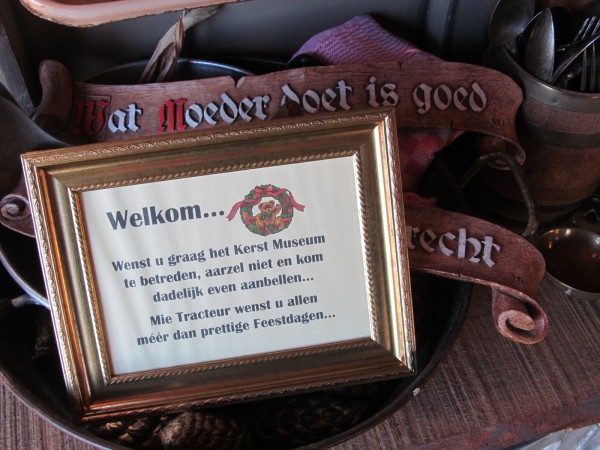 Wat Moeder doet is goed
recht
Welkom...
Wenst u graag het Kerst Museum
te betreden, aarzel niet en kom
dadelijk even aanbellen...
Mie Tracteur wenst u allen
méér dan prettige Feestdagen...